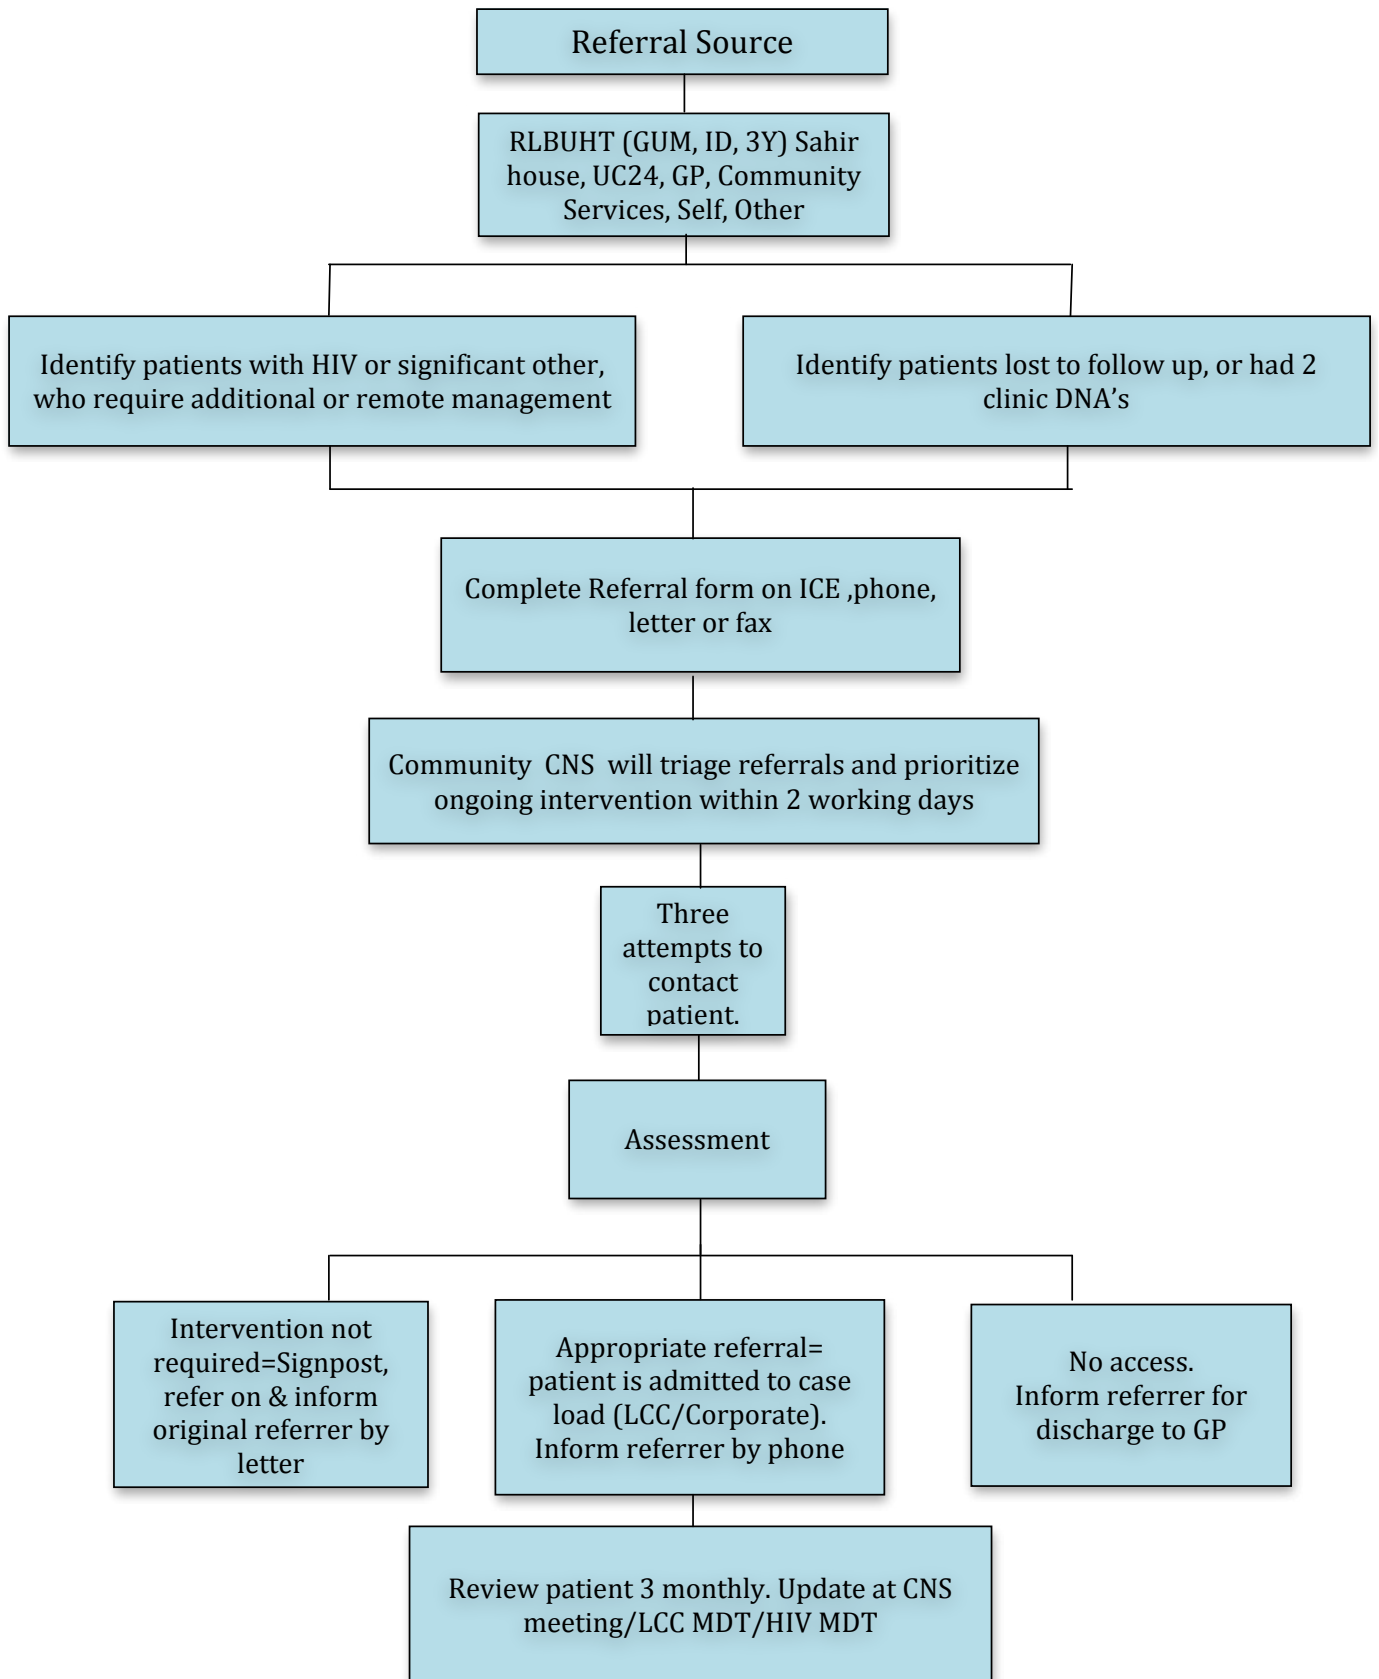 Referral Source
RLBUHT (GUM, ID, 3Y) Sahir
house, UC24, GP, Community
Services, Self, Other
Identify patients with HIV or significant other,
who require additional or remote management
Identify patients lost to follow up, or had 2
clinic DNA’s
Complete Referral form on ICE ,phone,
letter or fax
Community CNS will triage referrals and prioritize
ongoing intervention within 2 working days
Three
attempts to
contact
patient.
Assessment
Intervention not
required=Signpost,
refer on & inform
original referrer by
letter
Appropriate referral=
patient is admitted to case
load (LCC/Corporate).
Inform referrer by phone
No access.
Inform referrer for
discharge to GP
Review patient 3 monthly. Update at CNS
meeting/LCC MDT/HIV MDT